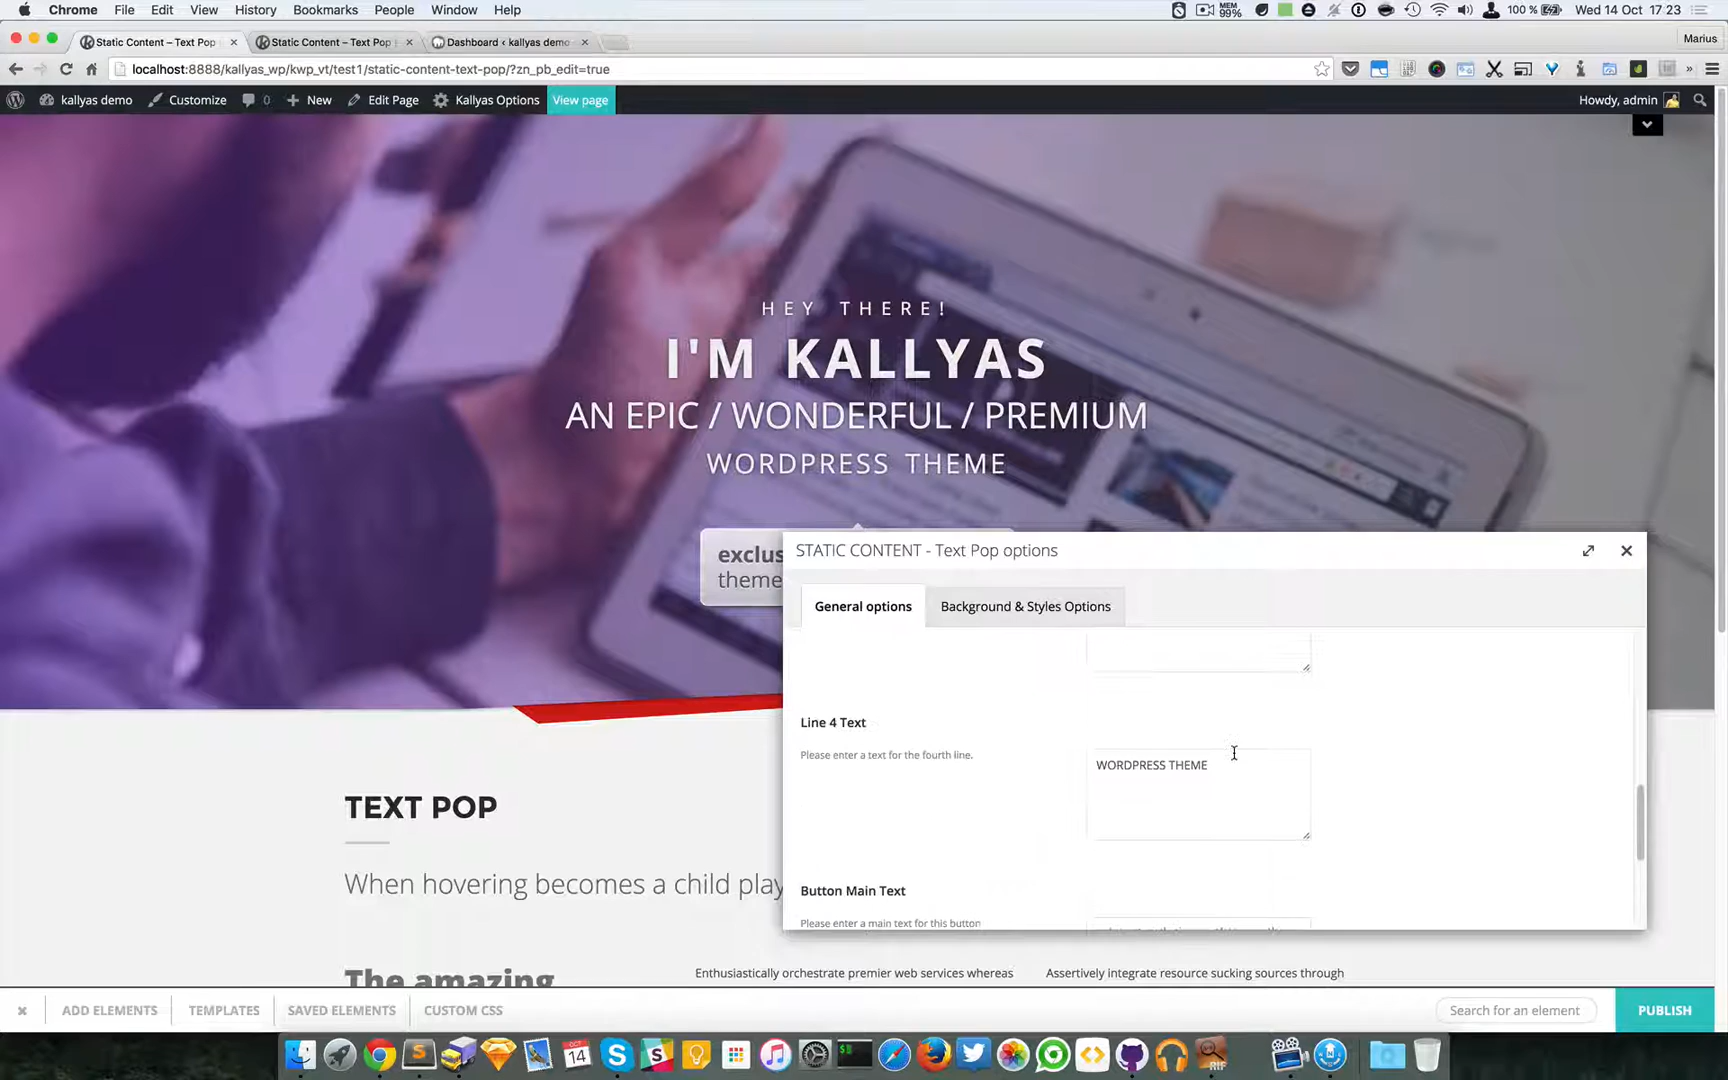 Chrome File Edit View History Bookmarks People Window Help
MEM 99% 100 % Wed 14 Oct 17:23
Static Content – Text Pop Static Content – Text Pop Dashboard ‹ kallyas demo Marius
localhost:8888/kallyas_wp/kwp_vt/test1/static-content-text-pop/?zn_pb_edit=true
kallyas demo Customize 0 New Edit Page Kallyas Options View page Howdy, admin
HEY THERE!
I'M KALLYAS
AN EPIC / WONDERFUL / PREMIUM
WORDPRESS THEME
exclus
theme
STATIC CONTENT - Text Pop options
General options Background & Styles Options
Line 4 Text
Please enter a text for the fourth line.
WORDPRESS THEME
Button Main Text
Please enter a main text for this button
TEXT POP
When hovering becomes a child play
The amazing
Enthusiastically orchestrate premier web services whereas
Assertively integrate resource sucking sources through
ADD ELEMENTS TEMPLATES SAVED ELEMENTS CUSTOM CSS Search for an element PUBLISH
14